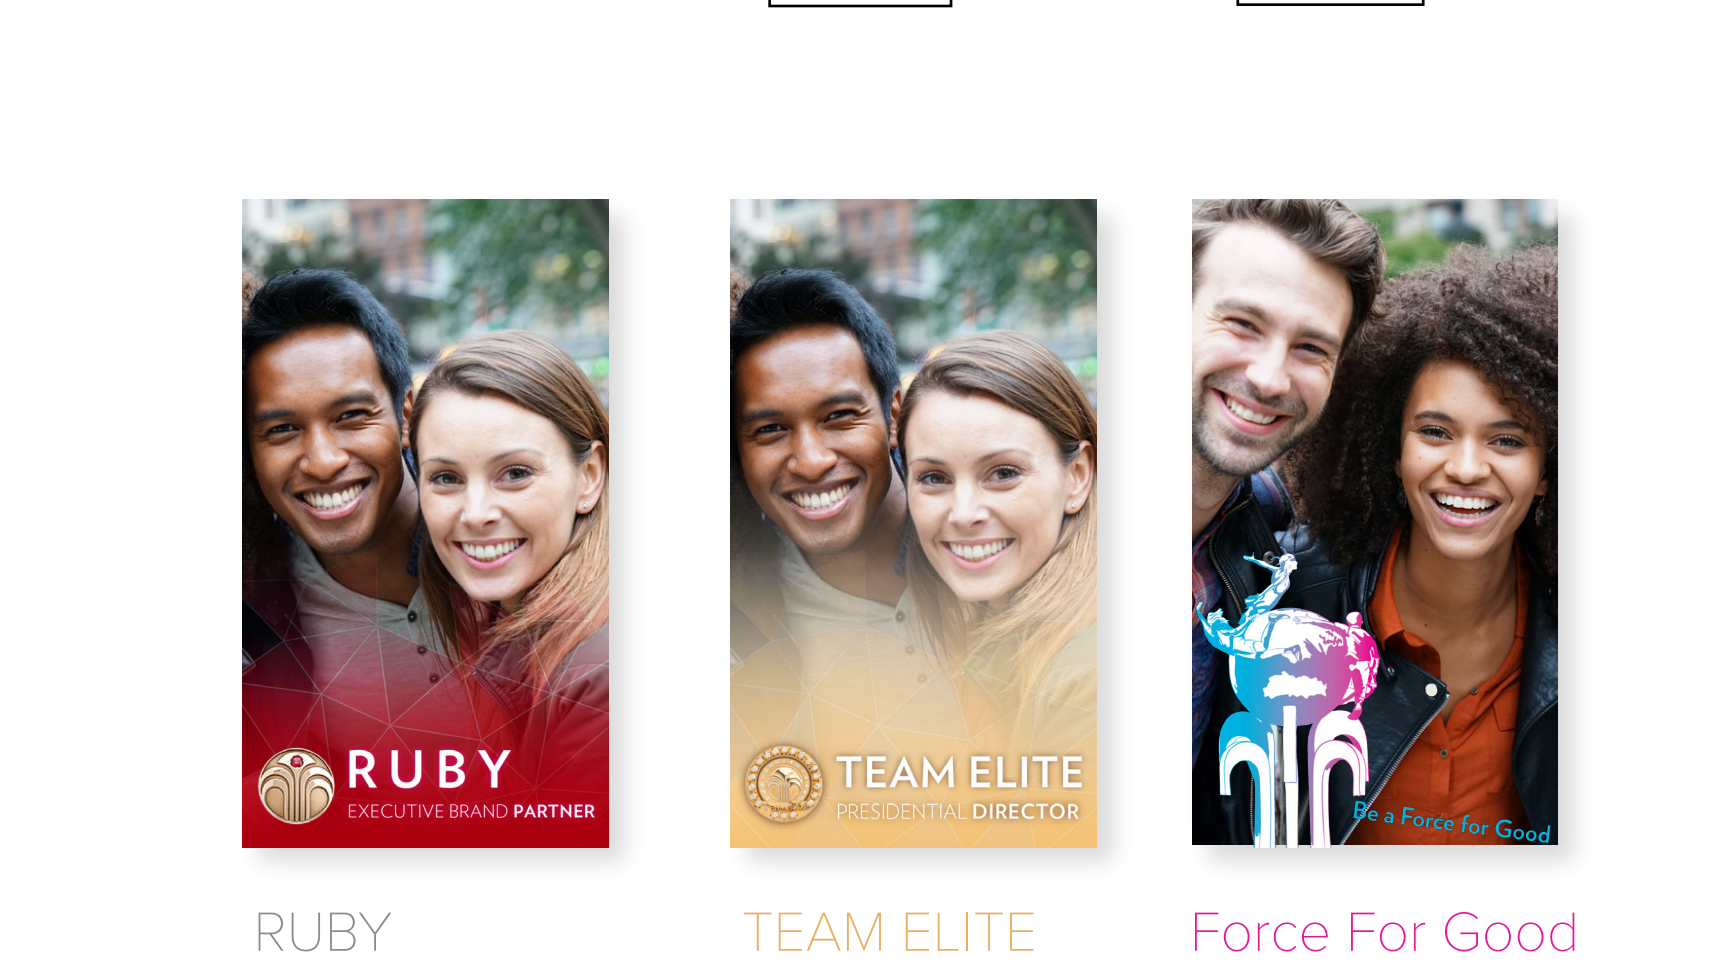 RUBY
EXECUTIVE BRAND PARTNER
TEAM ELITE
PRESIDENTIAL DIRECTOR
Be a Force for Good
RUBY
TEAM ELITE
Force For Good